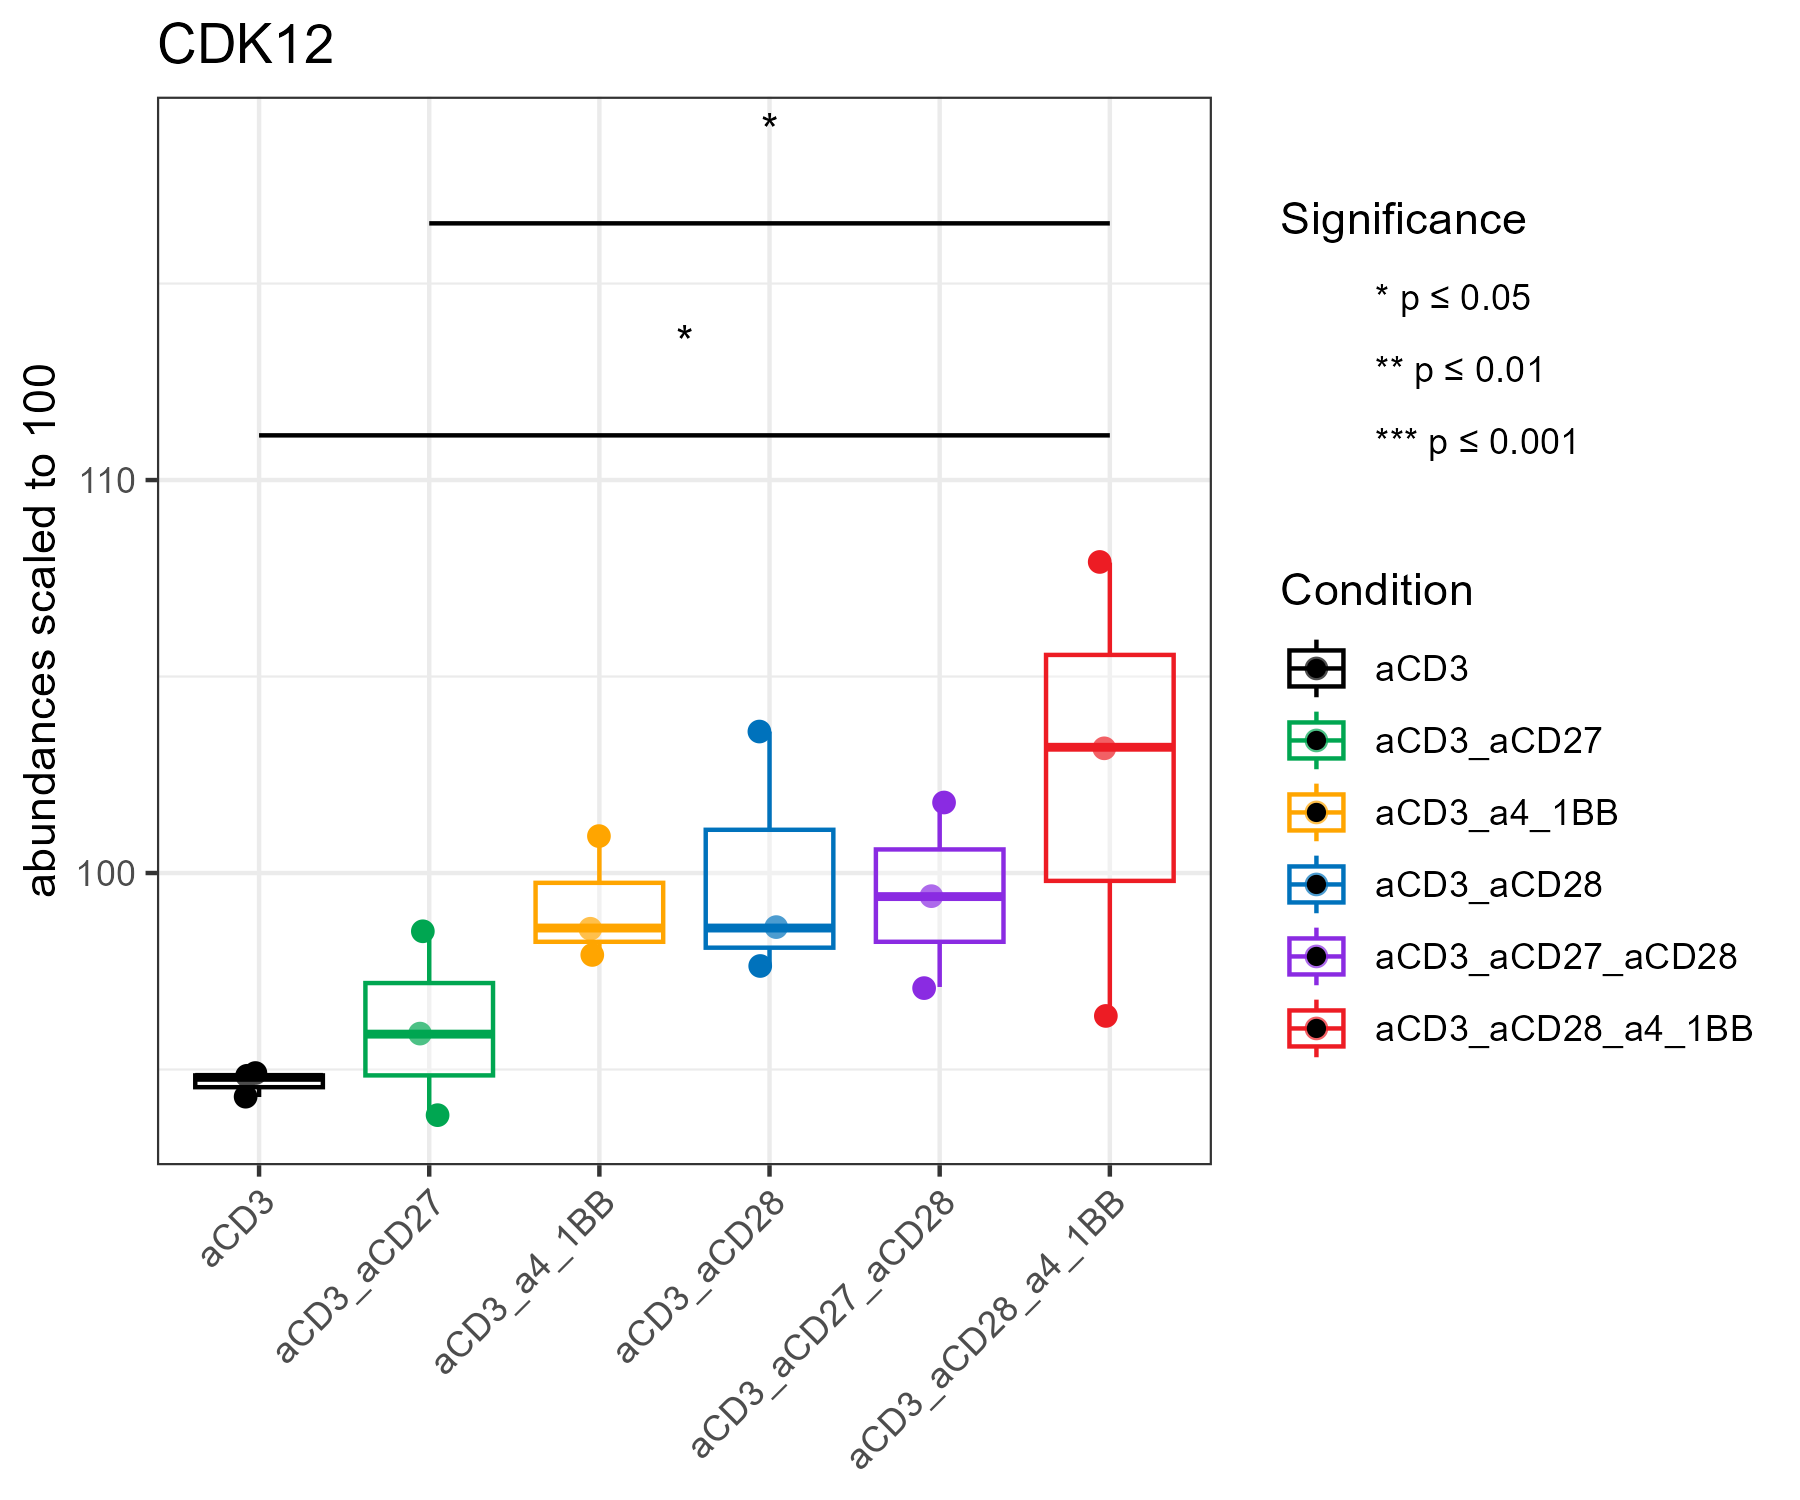 CDK12
*
*
abundances scaled to 100
110
100
aCD3
aCD3_aCD27
aCD3_a4_1BB
aCD3_aCD28
aCD3_aCD27_aCD28
aCD3_aCD28_a4_1BB
Significance
* p ≤ 0.05
** p ≤ 0.01
*** p ≤ 0.001
Condition
aCD3
aCD3_aCD27
aCD3_a4_1BB
aCD3_aCD28
aCD3_aCD27_aCD28
aCD3_aCD28_a4_1BB